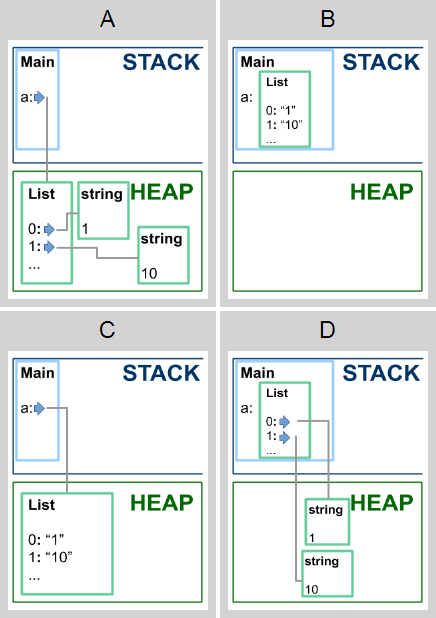 A
Main
STACK
a:
HEAP
List
string
0:
1
1:
string
...
10
B
Main
STACK
List
a:
0: “1”
1: “10”
...
HEAP
C
Main
STACK
a:
HEAP
List
0: “1”
1: “10”
...
D
Main
STACK
List
a:
0:
1:
...
HEAP
string
1
string
10